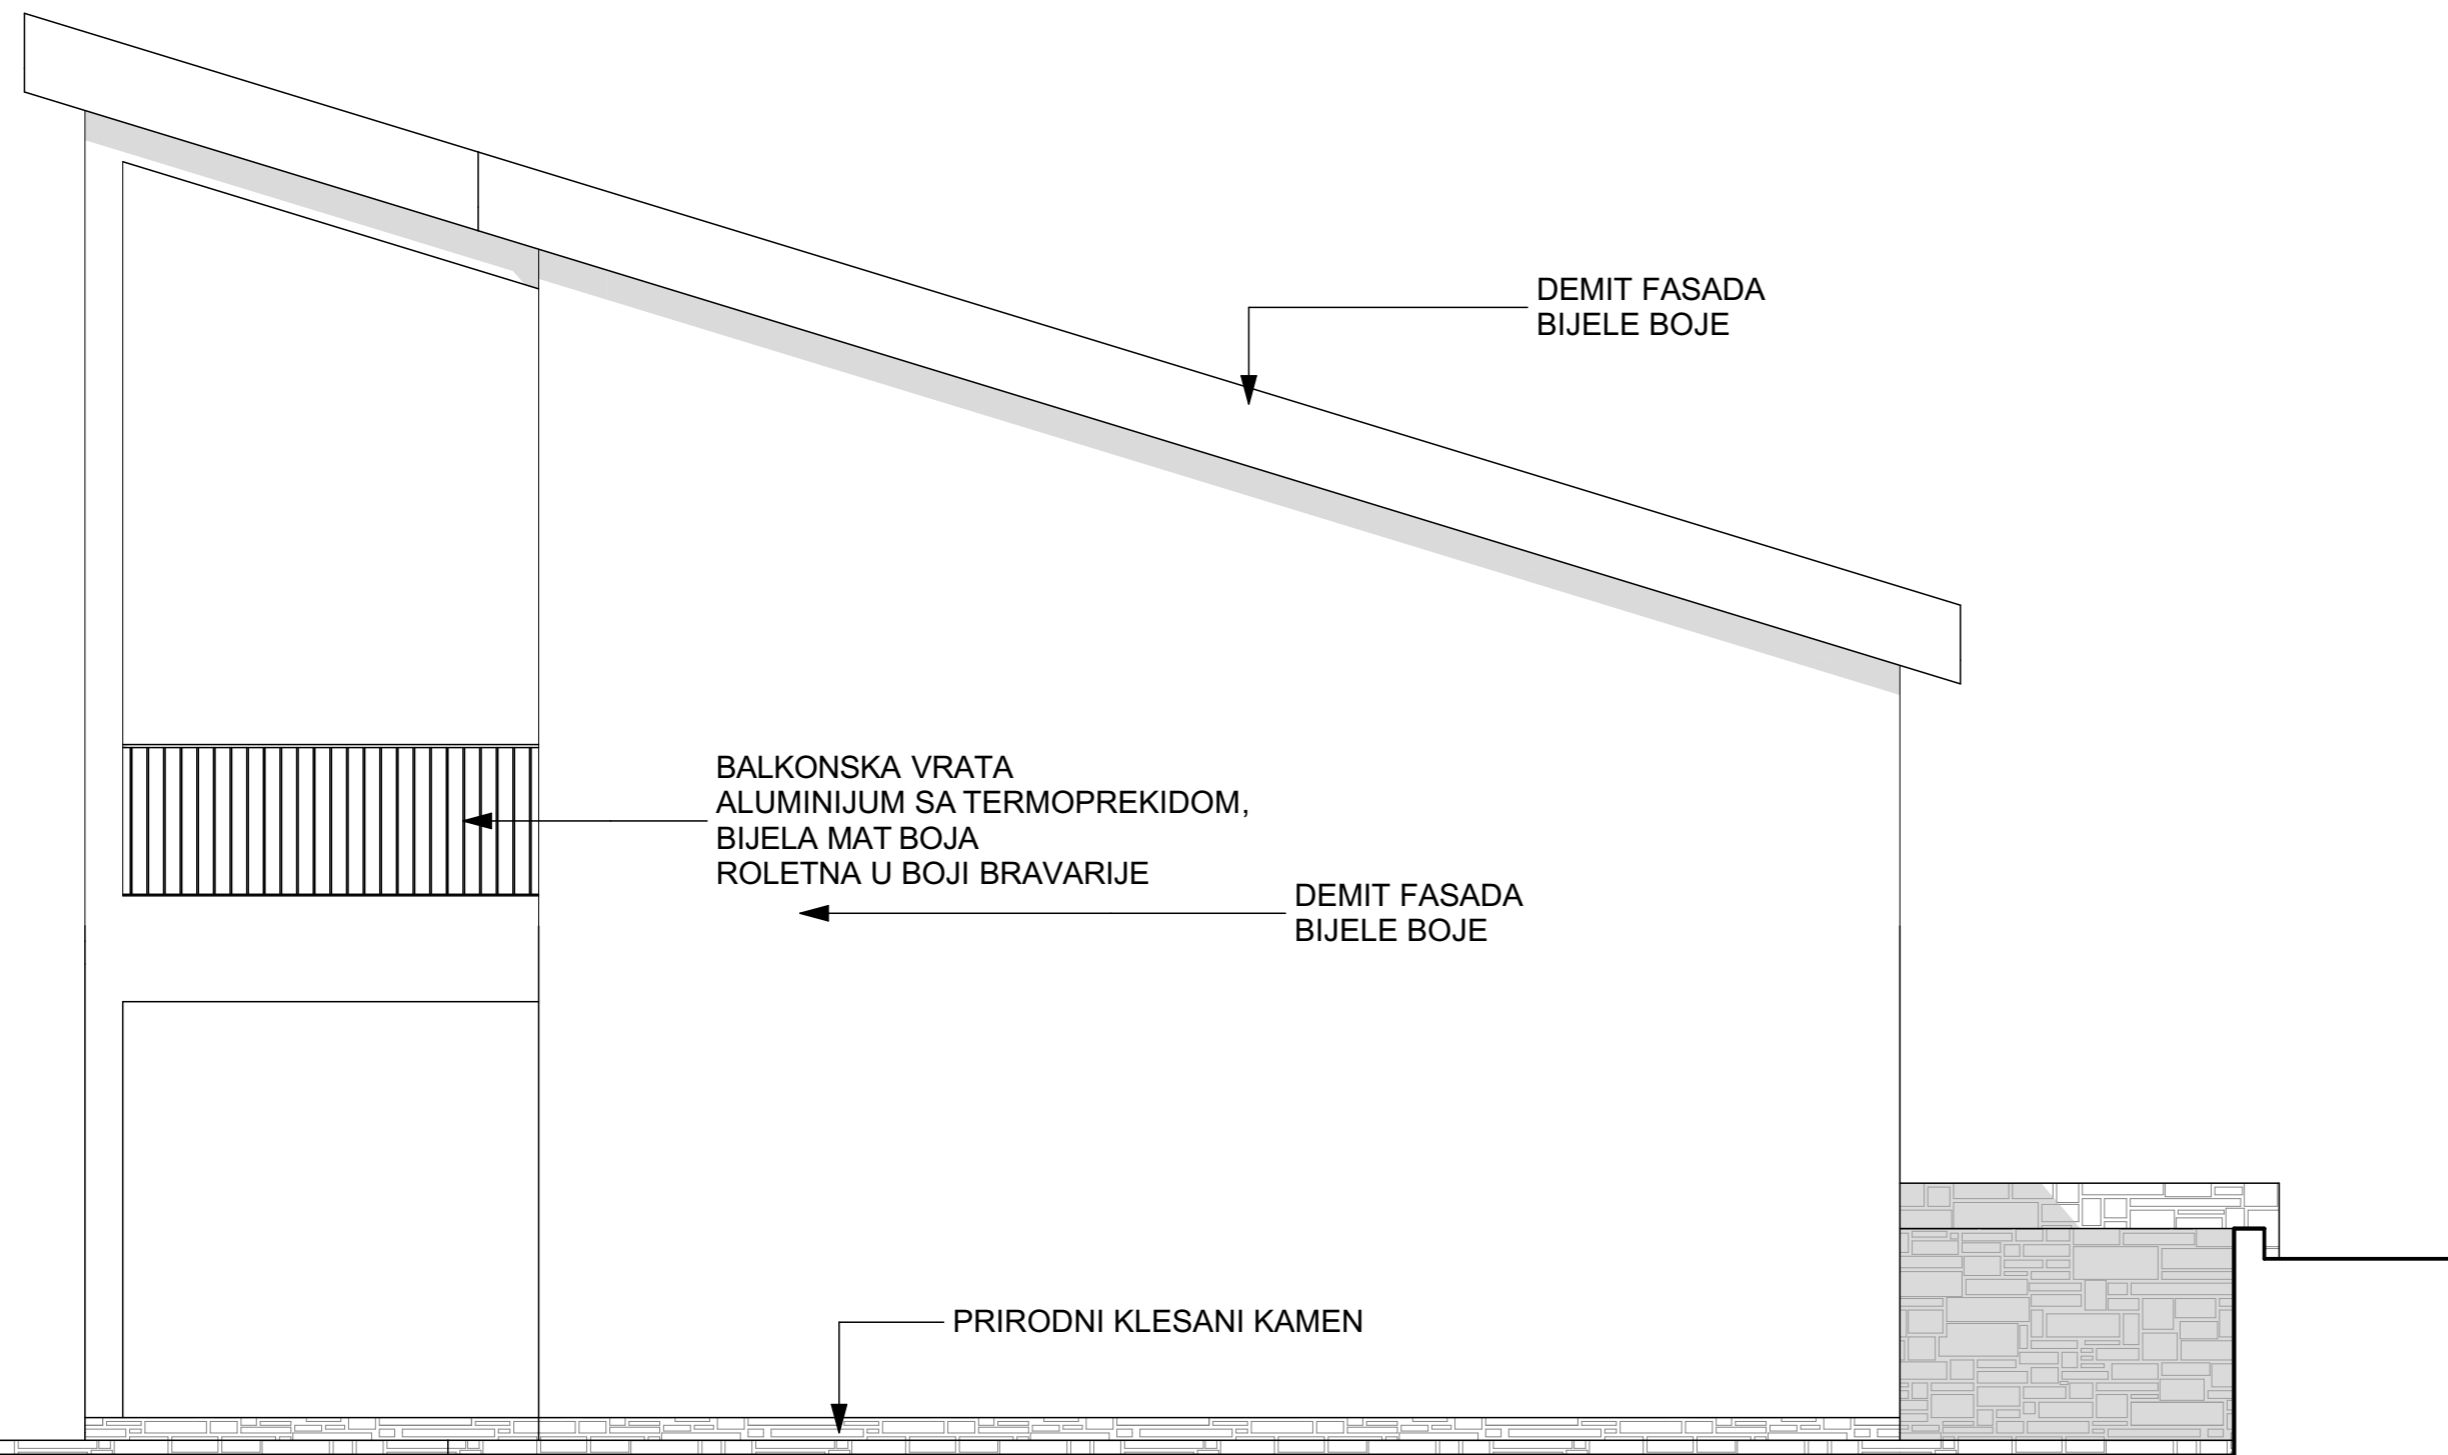 DEMIT FASADA
BIJELE BOJE
BALKONSKA VRATA
ALUMINIJUM SA TERMOPREKIDOM,
BIJELA MAT BOJA
ROLETNA U BOJI BRAVARIJE
DEMIT FASADA
BIJELE BOJE
PRIRODNI KLESANI KAMEN